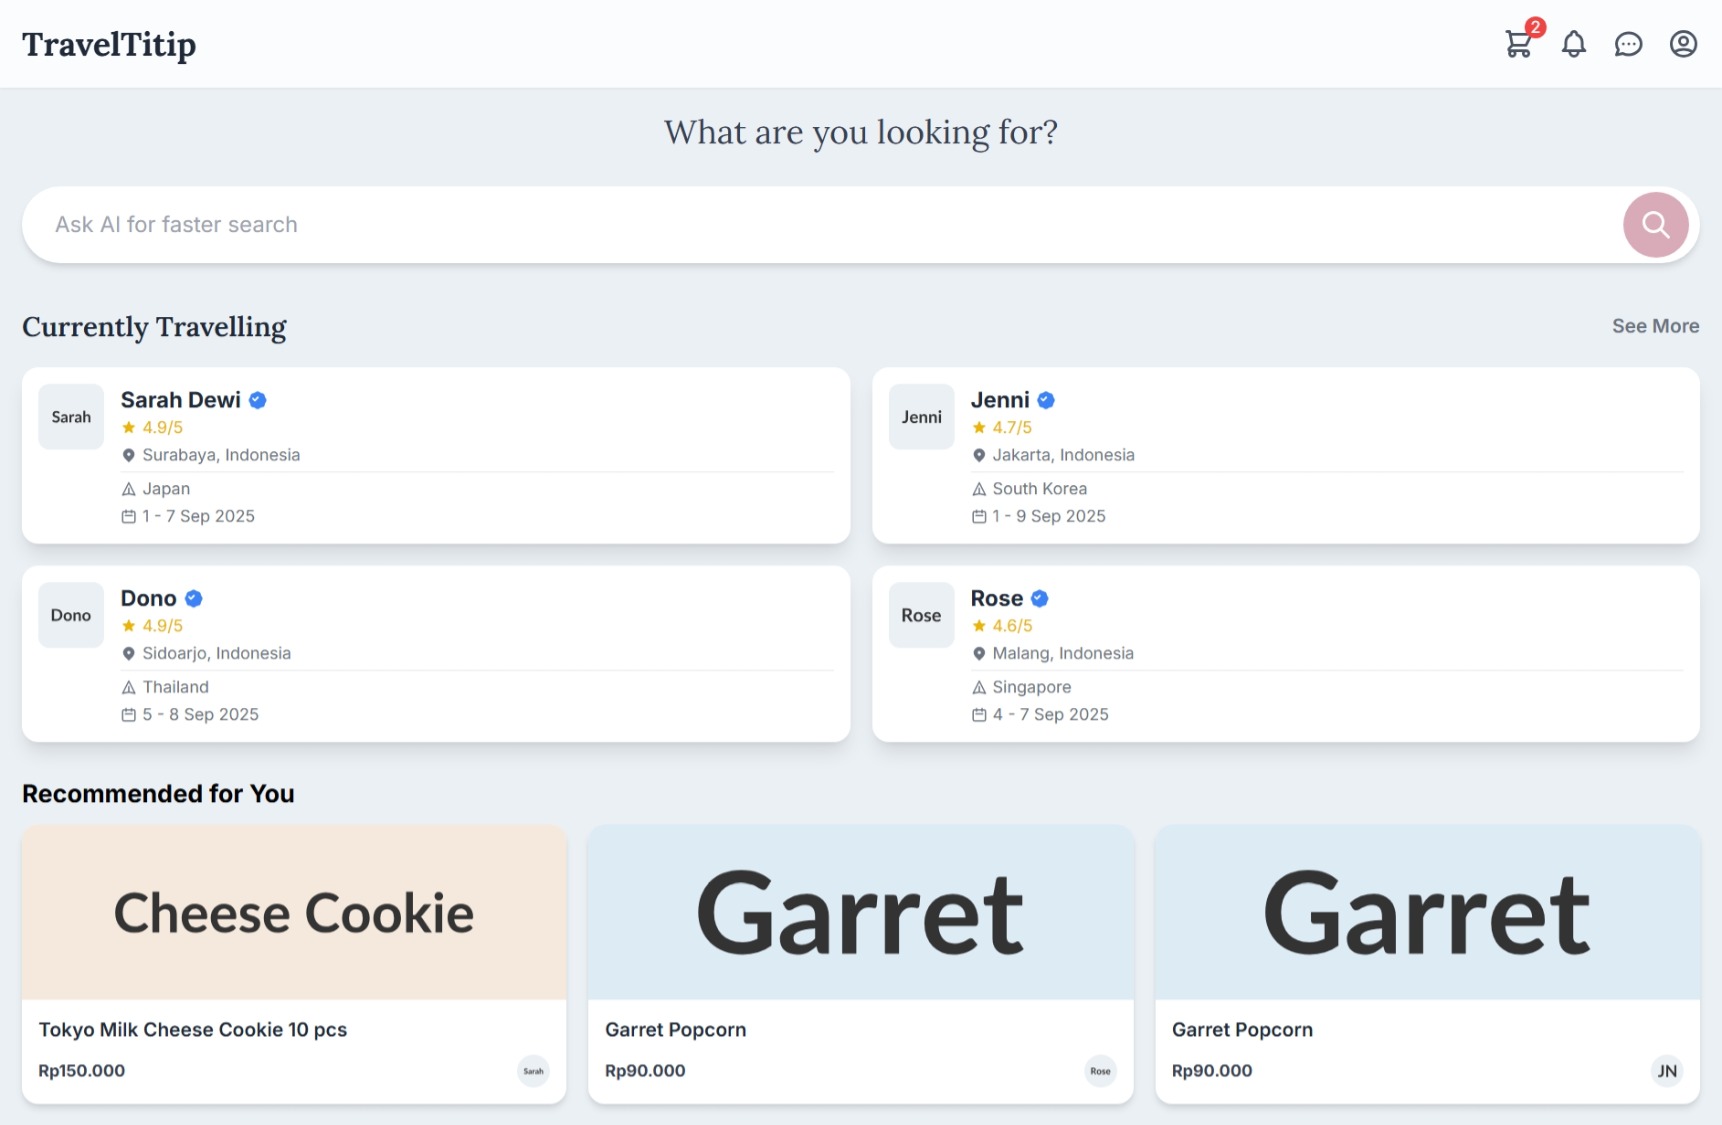 TravelTitip
2
What are you looking for?
Ask AI for faster search
Currently Travelling
See More
Sarah
Sarah Dewi
4.9/5
Surabaya, Indonesia
Japan
1 - 7 Sep 2025
Jenni
Jenni
4.7/5
Jakarta, Indonesia
South Korea
1 - 9 Sep 2025
Dono
Dono
4.9/5
Sidoarjo, Indonesia
Thailand
5 - 8 Sep 2025
Rose
Rose
4.6/5
Malang, Indonesia
Singapore
4 - 7 Sep 2025
Recommended for You
Cheese Cookie
Tokyo Milk Cheese Cookie 10 pcs
Rp150.000
Sarah
Garret
Garret Popcorn
Rp90.000
Rose
Garret
Garret Popcorn
Rp90.000
JN